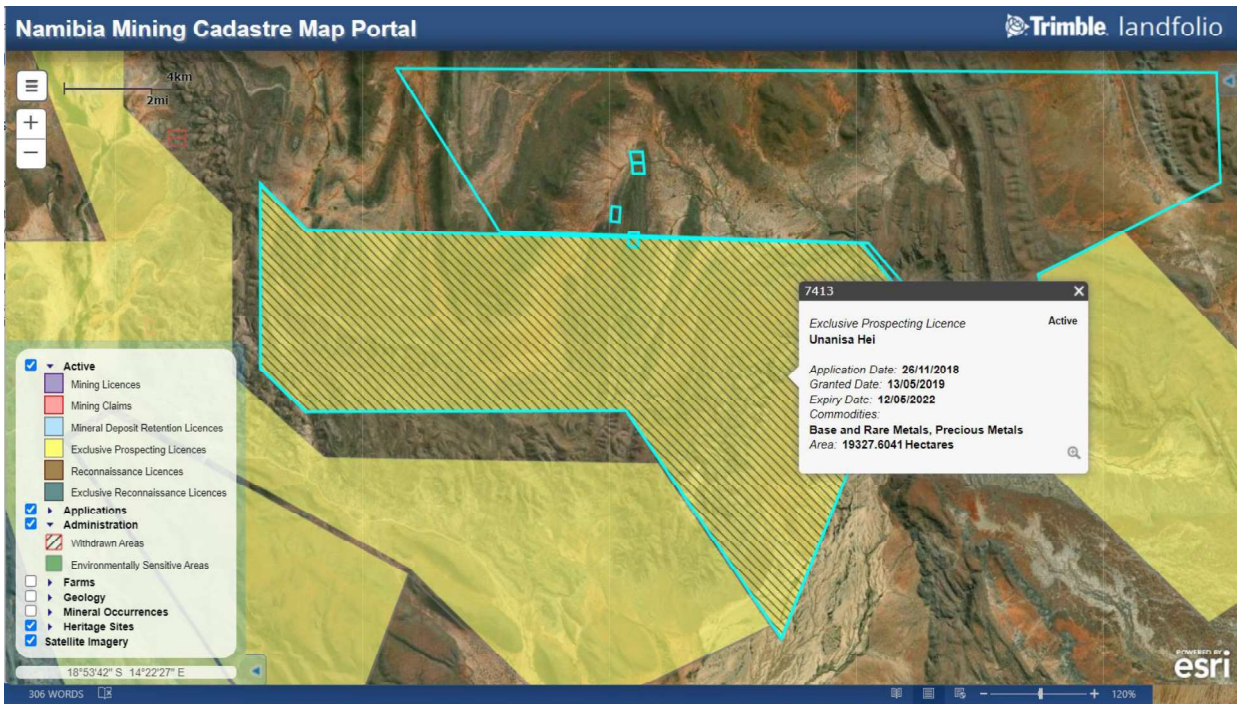 Namibia Mining Cadastre Map Portal
Trimble. landfolio
4km
2mi
+
−
7413
Exclusive Prospecting Licence Active
Unanisa Hei
Application Date: 26/11/2018
Granted Date: 13/05/2019
Expiry Date: 12/05/2022
Commodities:
Base and Rare Metals, Precious Metals
Area: 19327.6041 Hectares
Active
Mining Licences
Mining Claims
Mineral Deposit Retention Licences
Exclusive Prospecting Licences
Reconnaissance Licences
Exclusive Reconnaissance Licences
Applications
Administration
Withdrawn Areas
Environmentally Sensitive Areas
Farms
Geology
Mineral Occurrences
Heritage Sites
Satellite Imagery
18°53'42" S 14°22'27" E
POWERED BY
esri
306 WORDS
− + 120%